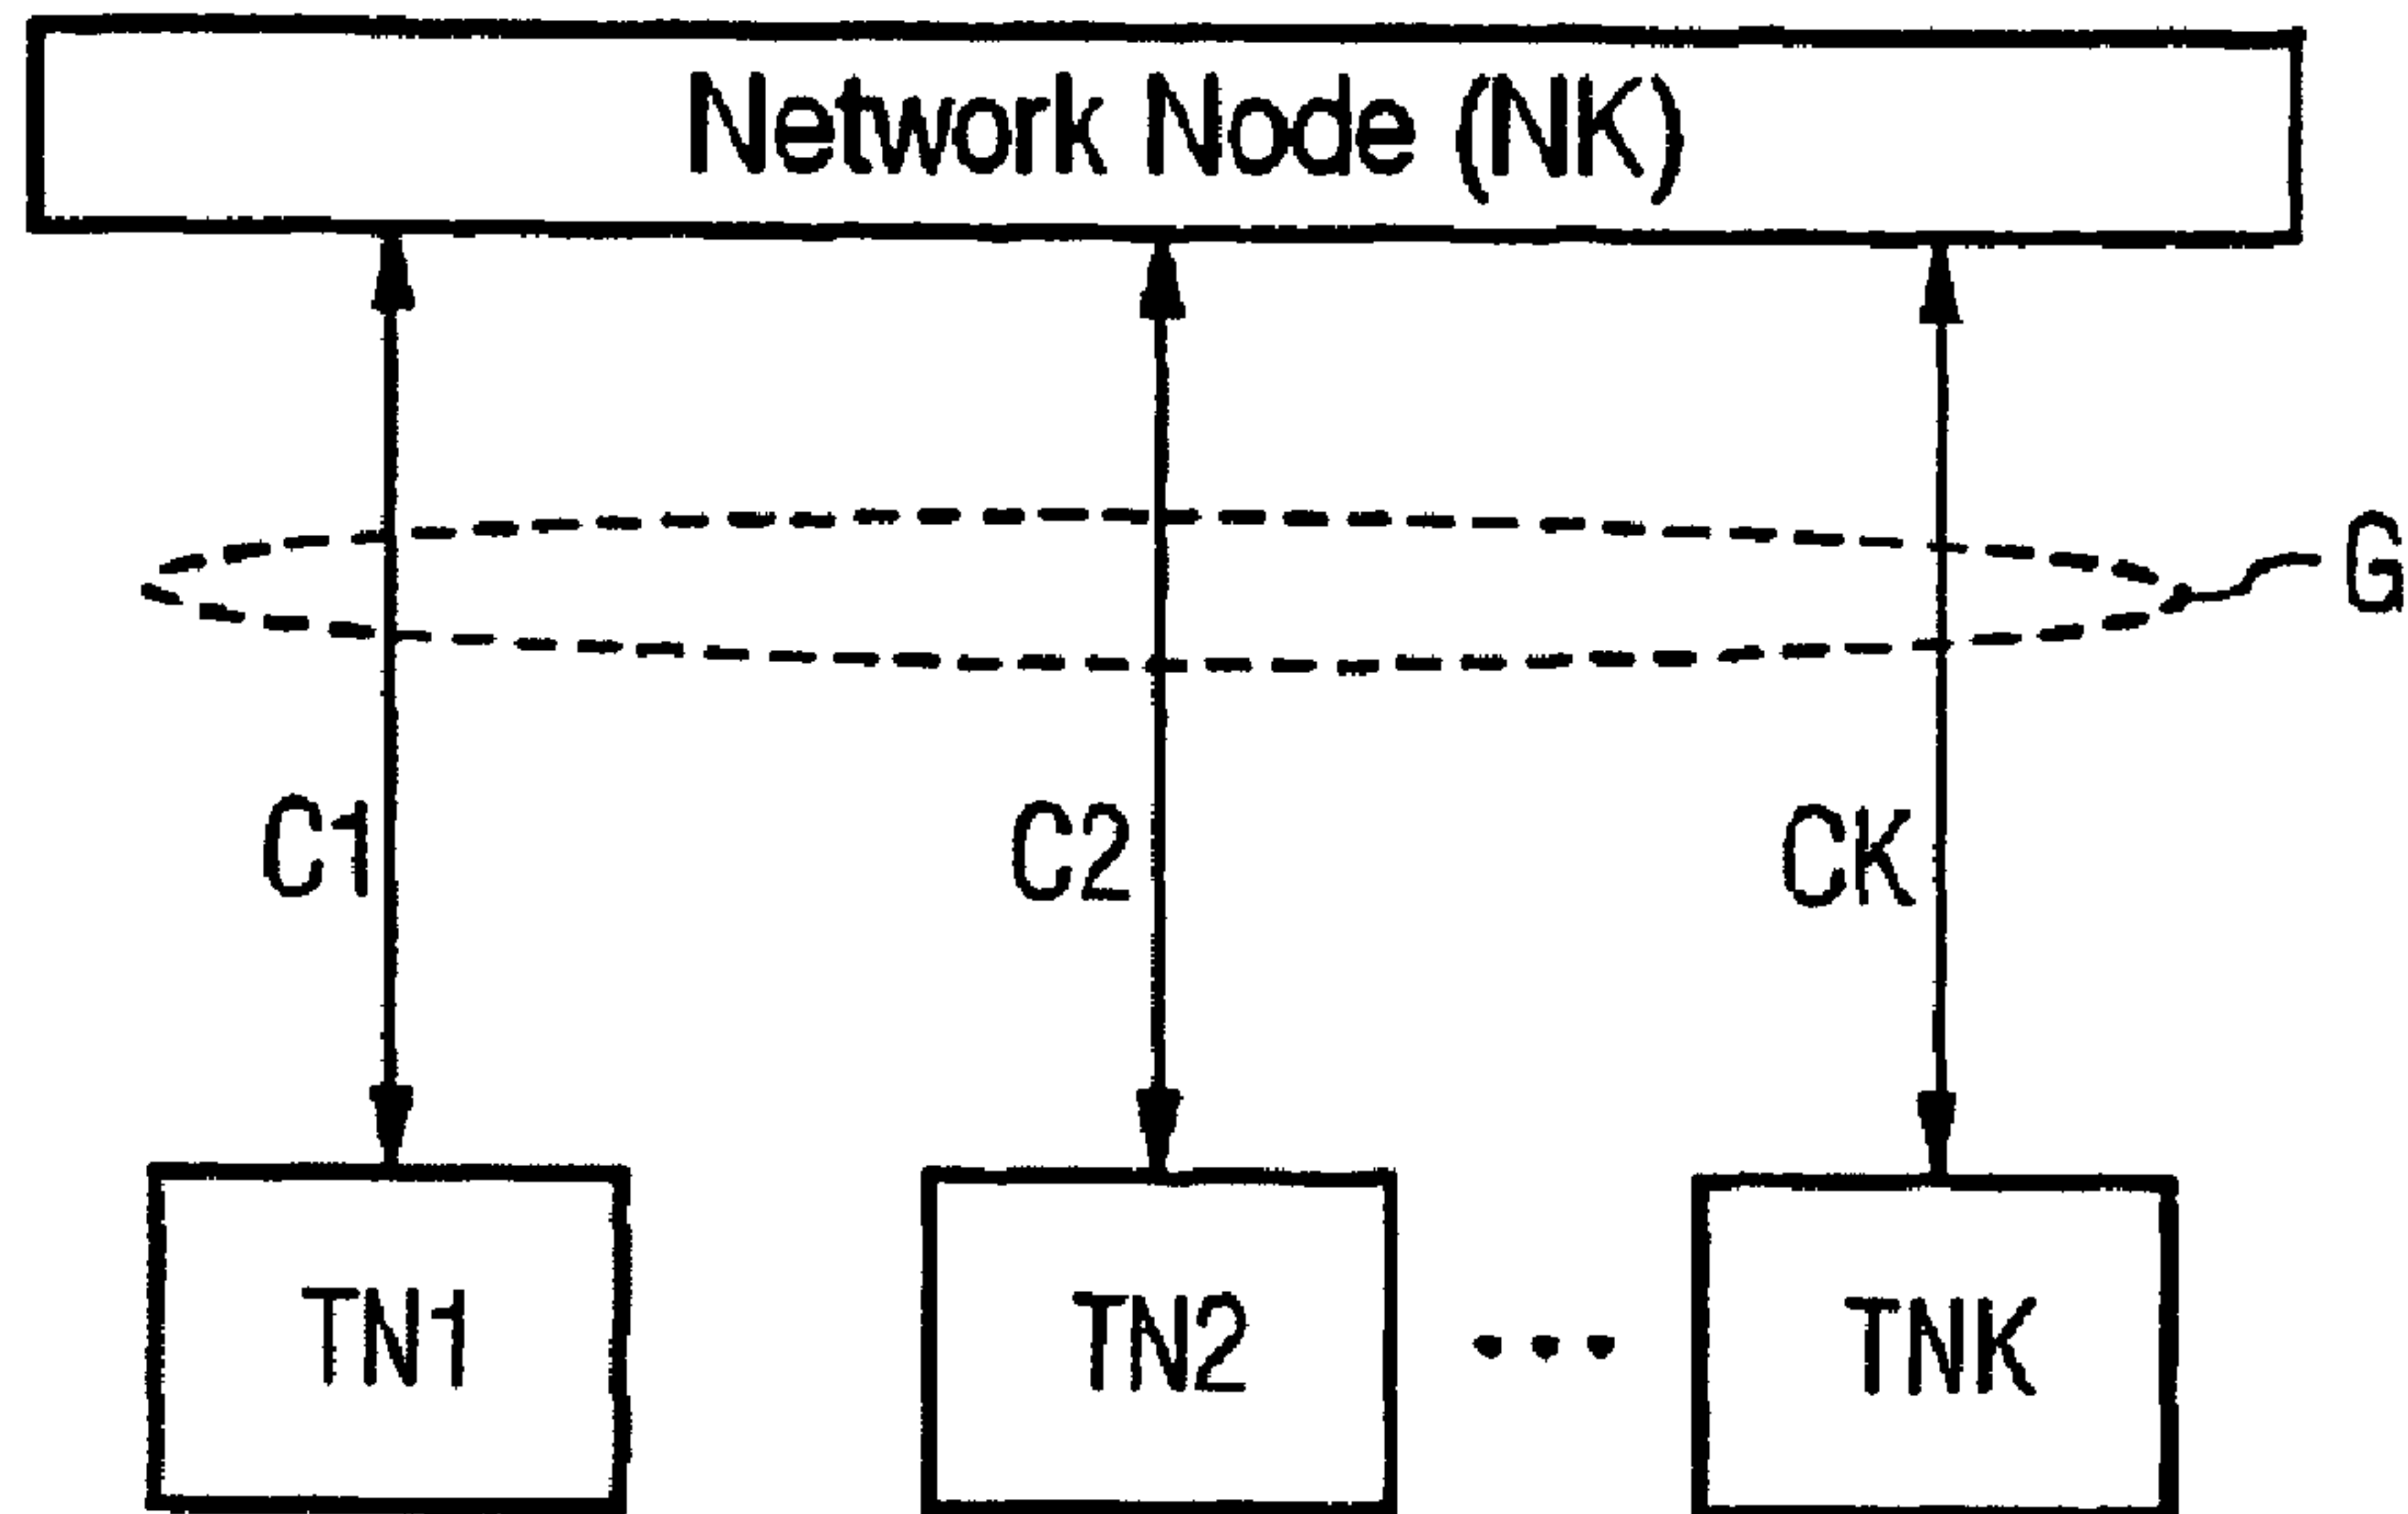 Network Node (NK)
G
C1
C2
CK
TN1
TN2
...
TNK